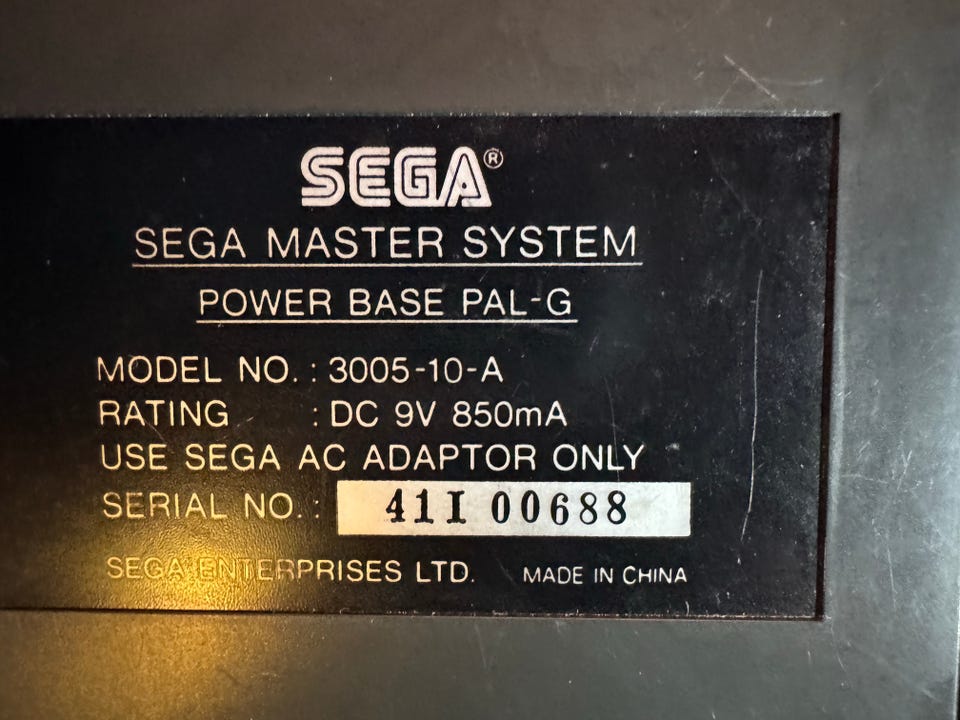 SEGA®
SEGA MASTER SYSTEM
POWER BASE PAL-G
MODEL NO. : 3005-10-A
RATING : DC 9V 850mA
USE SEGA AC ADAPTOR ONLY
SERIAL NO. : 41I 00688
SEGA ENTERPRISES LTD. MADE IN CHINA